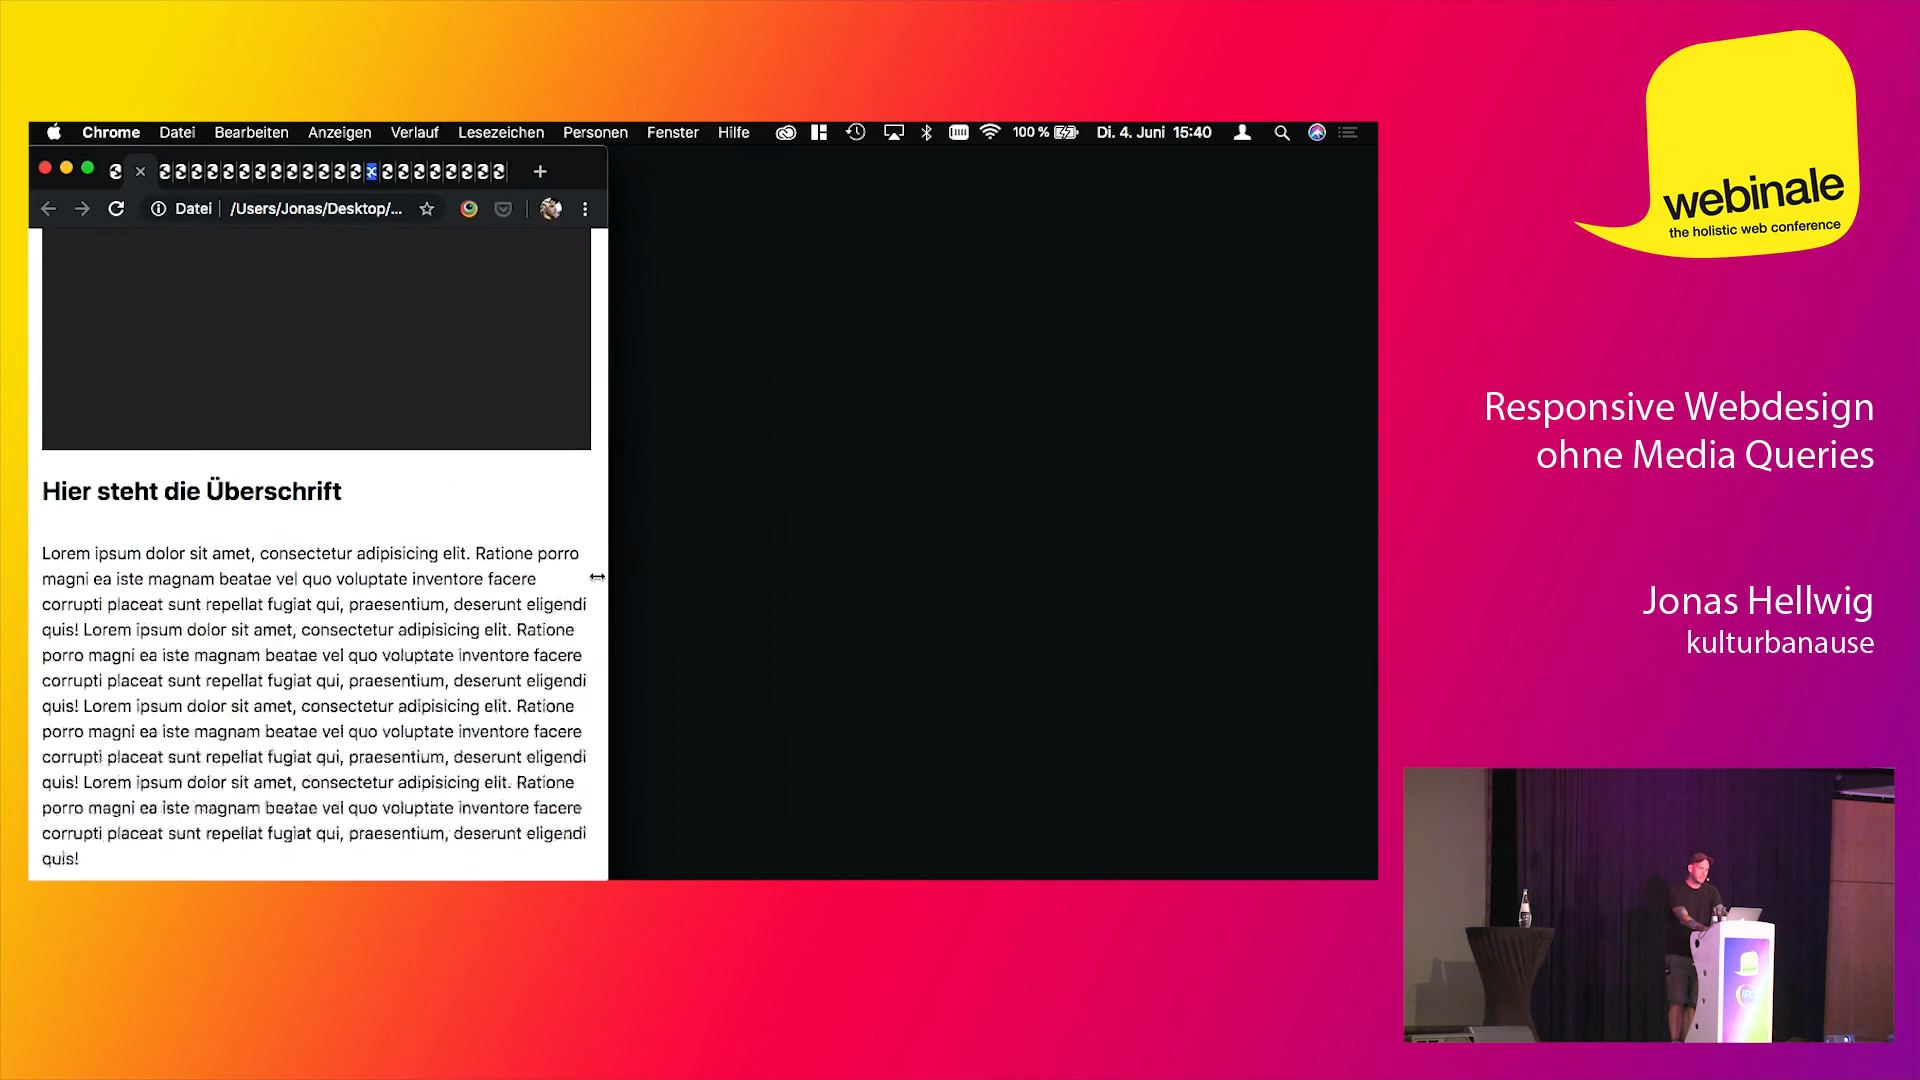 Chrome Datei Bearbeiten Anzeigen Verlauf Lesezeichen Personen Fenster Hilfe 100 % Di. 4. Juni 15:40
Datei /Users/Jonas/Desktop/...
Hier steht die Überschrift
Lorem ipsum dolor sit amet, consectetur adipisicing elit. Ratione porro
magni ea iste magnam beatae vel quo voluptate inventore facere
corrupti placeat sunt repellat fugiat qui, praesentium, deserunt eligendi
quis! Lorem ipsum dolor sit amet, consectetur adipisicing elit. Ratione
porro magni ea iste magnam beatae vel quo voluptate inventore facere
corrupti placeat sunt repellat fugiat qui, praesentium, deserunt eligendi
quis! Lorem ipsum dolor sit amet, consectetur adipisicing elit. Ratione
porro magni ea iste magnam beatae vel quo voluptate inventore facere
corrupti placeat sunt repellat fugiat qui, praesentium, deserunt eligendi
quis! Lorem ipsum dolor sit amet, consectetur adipisicing elit. Ratione
porro magni ea iste magnam beatae vel quo voluptate inventore facere
corrupti placeat sunt repellat fugiat qui, praesentium, deserunt eligendi
quis!
webinale
the holistic web conference
Responsive Webdesign
ohne Media Queries
Jonas Hellwig
kulturbanause